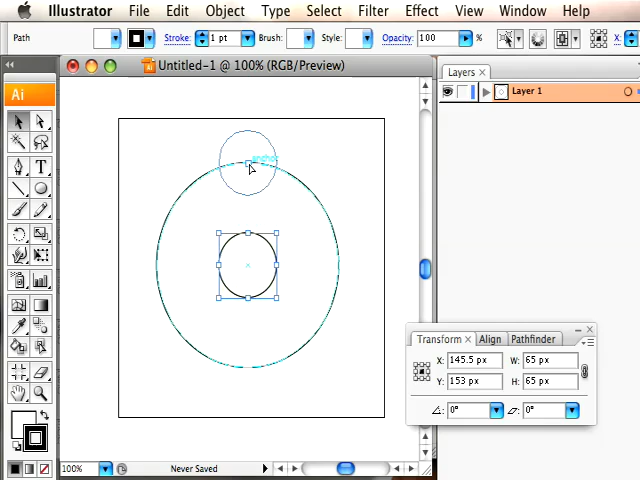 Illustrator File Edit Object Type Select Filter Effect View Window Help
Path Stroke: 1 pt Brush: Style: Opacity: 100 % X:
Untitled-1 @ 100% (RGB/Preview)
Layers ×
Ai
Layer 1
T
anchor
Transform × Align Pathfinder
X: 145.5 px W: 65 px
Y: 153 px H: 65 px
0° 0°
100% Never Saved